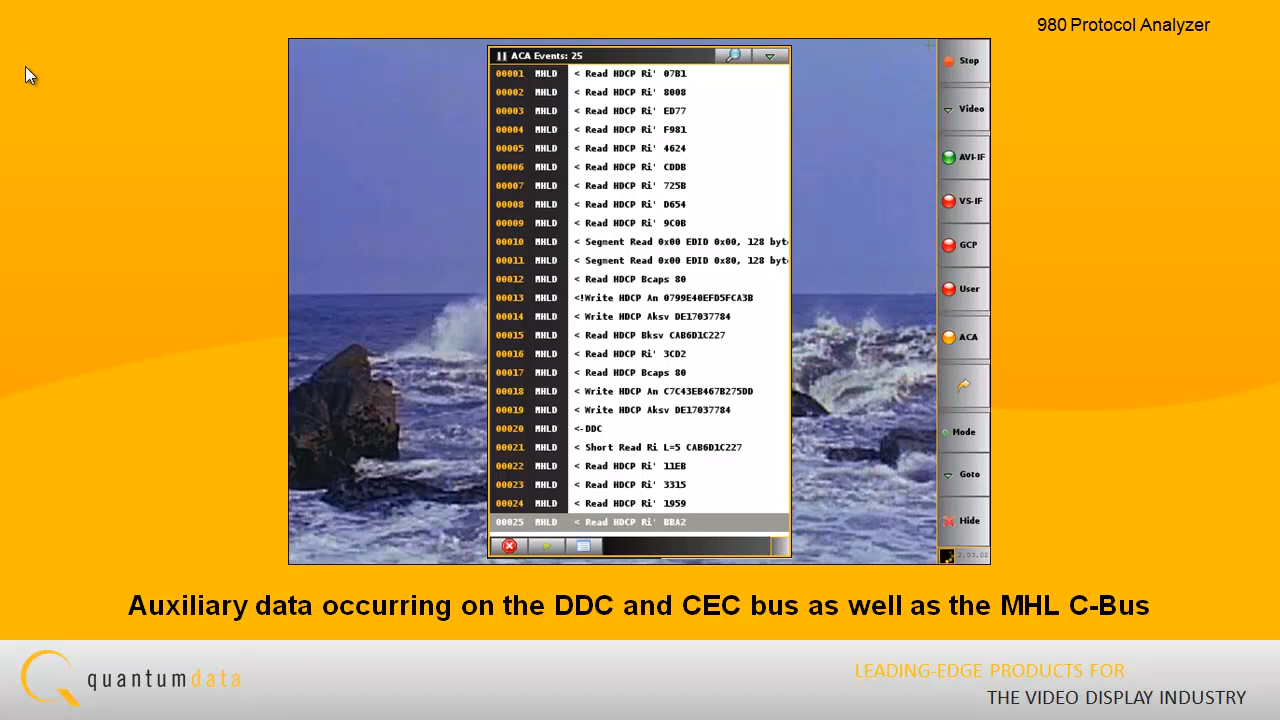 980 Protocol Analyzer
ACA Events: 25
00001 MHLD < Read HDCP Ri' 07B1
00002 MHLD < Read HDCP Ri' 8008
00003 MHLD < Read HDCP Ri' ED77
00004 MHLD < Read HDCP Ri' F981
00005 MHLD < Read HDCP Ri' 4624
00006 MHLD < Read HDCP Ri' CDDB
00007 MHLD < Read HDCP Ri' 725B
00008 MHLD < Read HDCP Ri' D654
00009 MHLD < Read HDCP Ri' 9C0B
00010 MHLD < Segment Read 0x00 EDID 0x00, 128 byt
00011 MHLD < Segment Read 0x00 EDID 0x80, 128 byt
00012 MHLD < Read HDCP Bcaps 80
00013 MHLD <!Write HDCP An 0799E40EFD5FCA3B
00014 MHLD < Write HDCP Aksv DE17037784
00015 MHLD < Read HDCP Bksv CAB6D1C227
00016 MHLD < Read HDCP Ri' 3CD2
00017 MHLD < Read HDCP Bcaps 80
00018 MHLD < Write HDCP An C7C43EB467B275DD
00019 MHLD < Write HDCP Aksv DE17037784
00020 MHLD <-DDC
00021 MHLD < Short Read Ri L=5 CAB6D1C227
00022 MHLD < Read HDCP Ri' 11EB
00023 MHLD < Read HDCP Ri' 3315
00024 MHLD < Read HDCP Ri' 1959
00025 MHLD < Read HDCP Ri' BBA2
Stop
Video
AVI-IF
VS-IF
GCP
User
ACA
Mode
Goto
Hide
2.03.02
Auxiliary data occurring on the DDC and CEC bus as well as the MHL C-Bus
quantumdata
LEADING-EDGE PRODUCTS FOR
THE VIDEO DISPLAY INDUSTRY